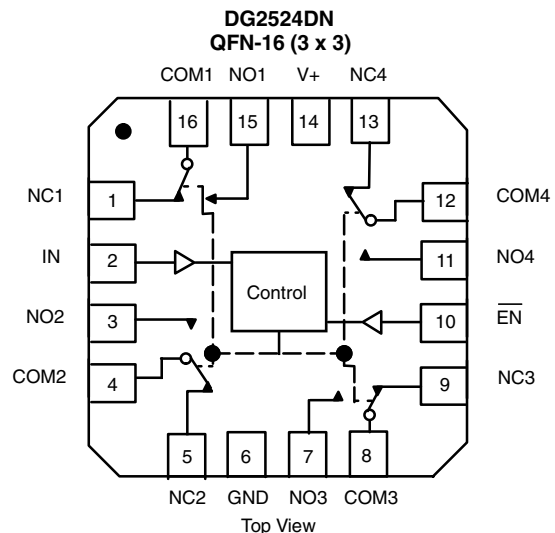 DG2524DN
QFN-16 (3 x 3)
COM1 NO1 V+ NC4
16 15 14 13
NC1 1 12 COM4
IN 2 11 NO4
Control
NO2 3 10 EN
COM2 4 9 NC3
5 6 7 8
NC2 GND NO3 COM3
Top View